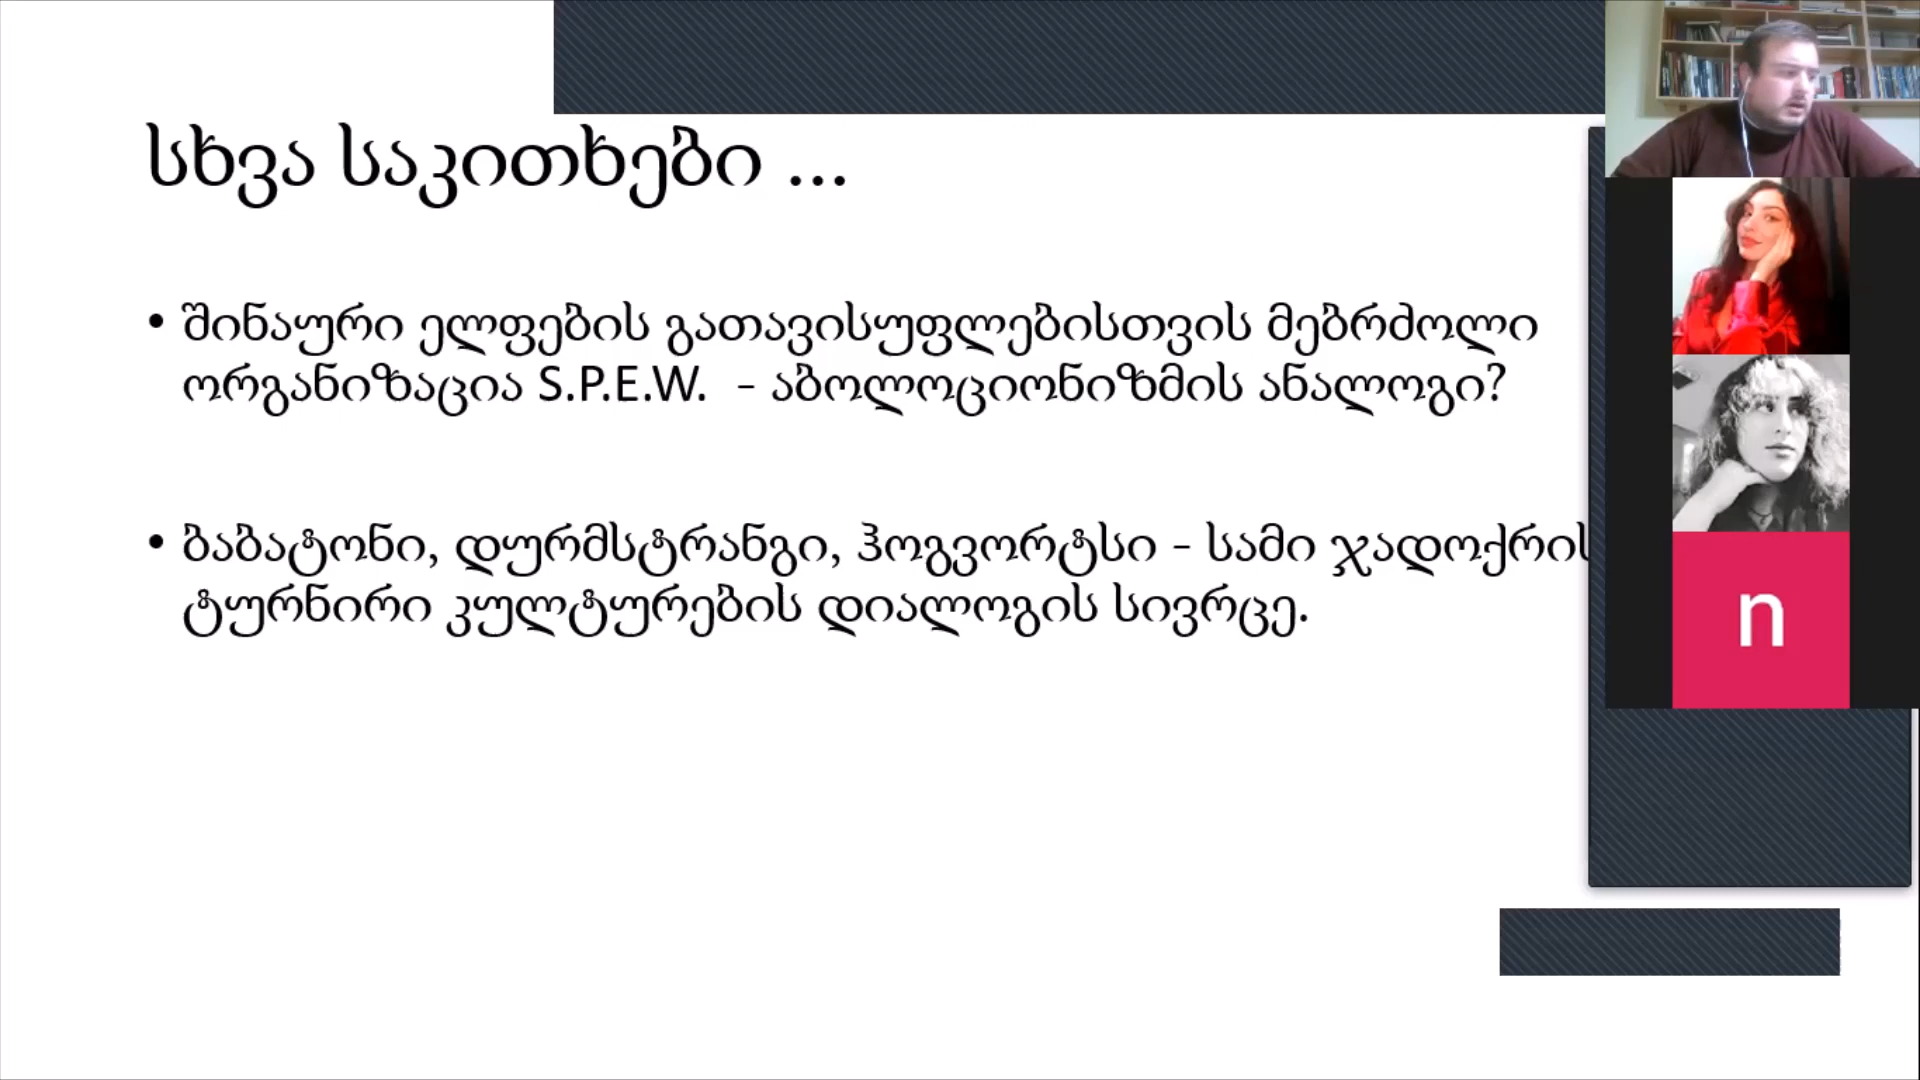 სხვა საკითხები ...
• შინაური ელფების გათავისუფლებისთვის მებრძოლი
ორგანიზაცია S.P.E.W. – აბოლოციონიზმის ანალოგი?
• ბაბატონი, დურმსტრანგი, ჰოგვორტსი – სამი ჯადოქრის
ტურნირი კულტურების დიალოგის სივრცე.
n